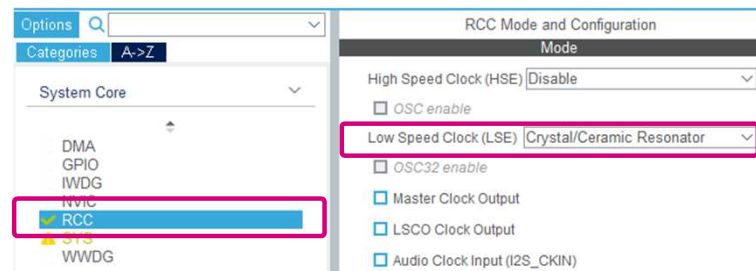 Options
Categories A->Z
System Core
DMA
GPIO
IWDG
NVIC
RCC
SYS
WWDG
RCC Mode and Configuration
Mode
High Speed Clock (HSE) Disable
OSC enable
Low Speed Clock (LSE) Crystal/Ceramic Resonator
OSC32 enable
Master Clock Output
LSCO Clock Output
Audio Clock Input (I2S_CKIN)